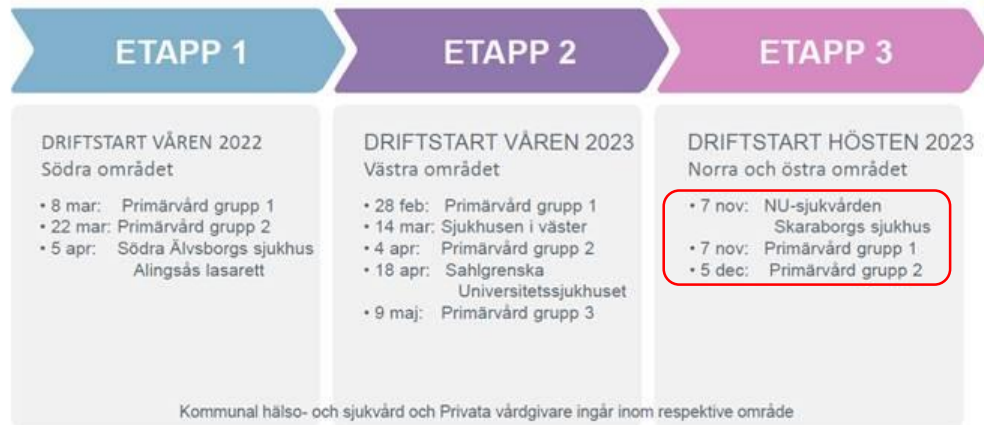 ETAPP 1
DRIFTSTART VÅREN 2022
Södra området
• 8 mar: Primärvård grupp 1
• 22 mar: Primärvård grupp 2
• 5 apr: Södra Älvsborgs sjukhus
Alingsås lasarett
ETAPP 2
DRIFTSTART VÅREN 2023
Västra området
• 28 feb: Primärvård grupp 1
• 14 mar: Sjukhusen i väster
• 4 apr: Primärvård grupp 2
• 18 apr: Sahlgrenska
Universitetssjukhuset
• 9 maj: Primärvård grupp 3
ETAPP 3
DRIFTSTART HÖSTEN 2023
Norra och östra området
• 7 nov: NU-sjukvården
Skaraborgs sjukhus
• 7 nov: Primärvård grupp 1
• 5 dec: Primärvård grupp 2
Kommunal hälso- och sjukvård och Privata vårdgivare ingår inom respektive område